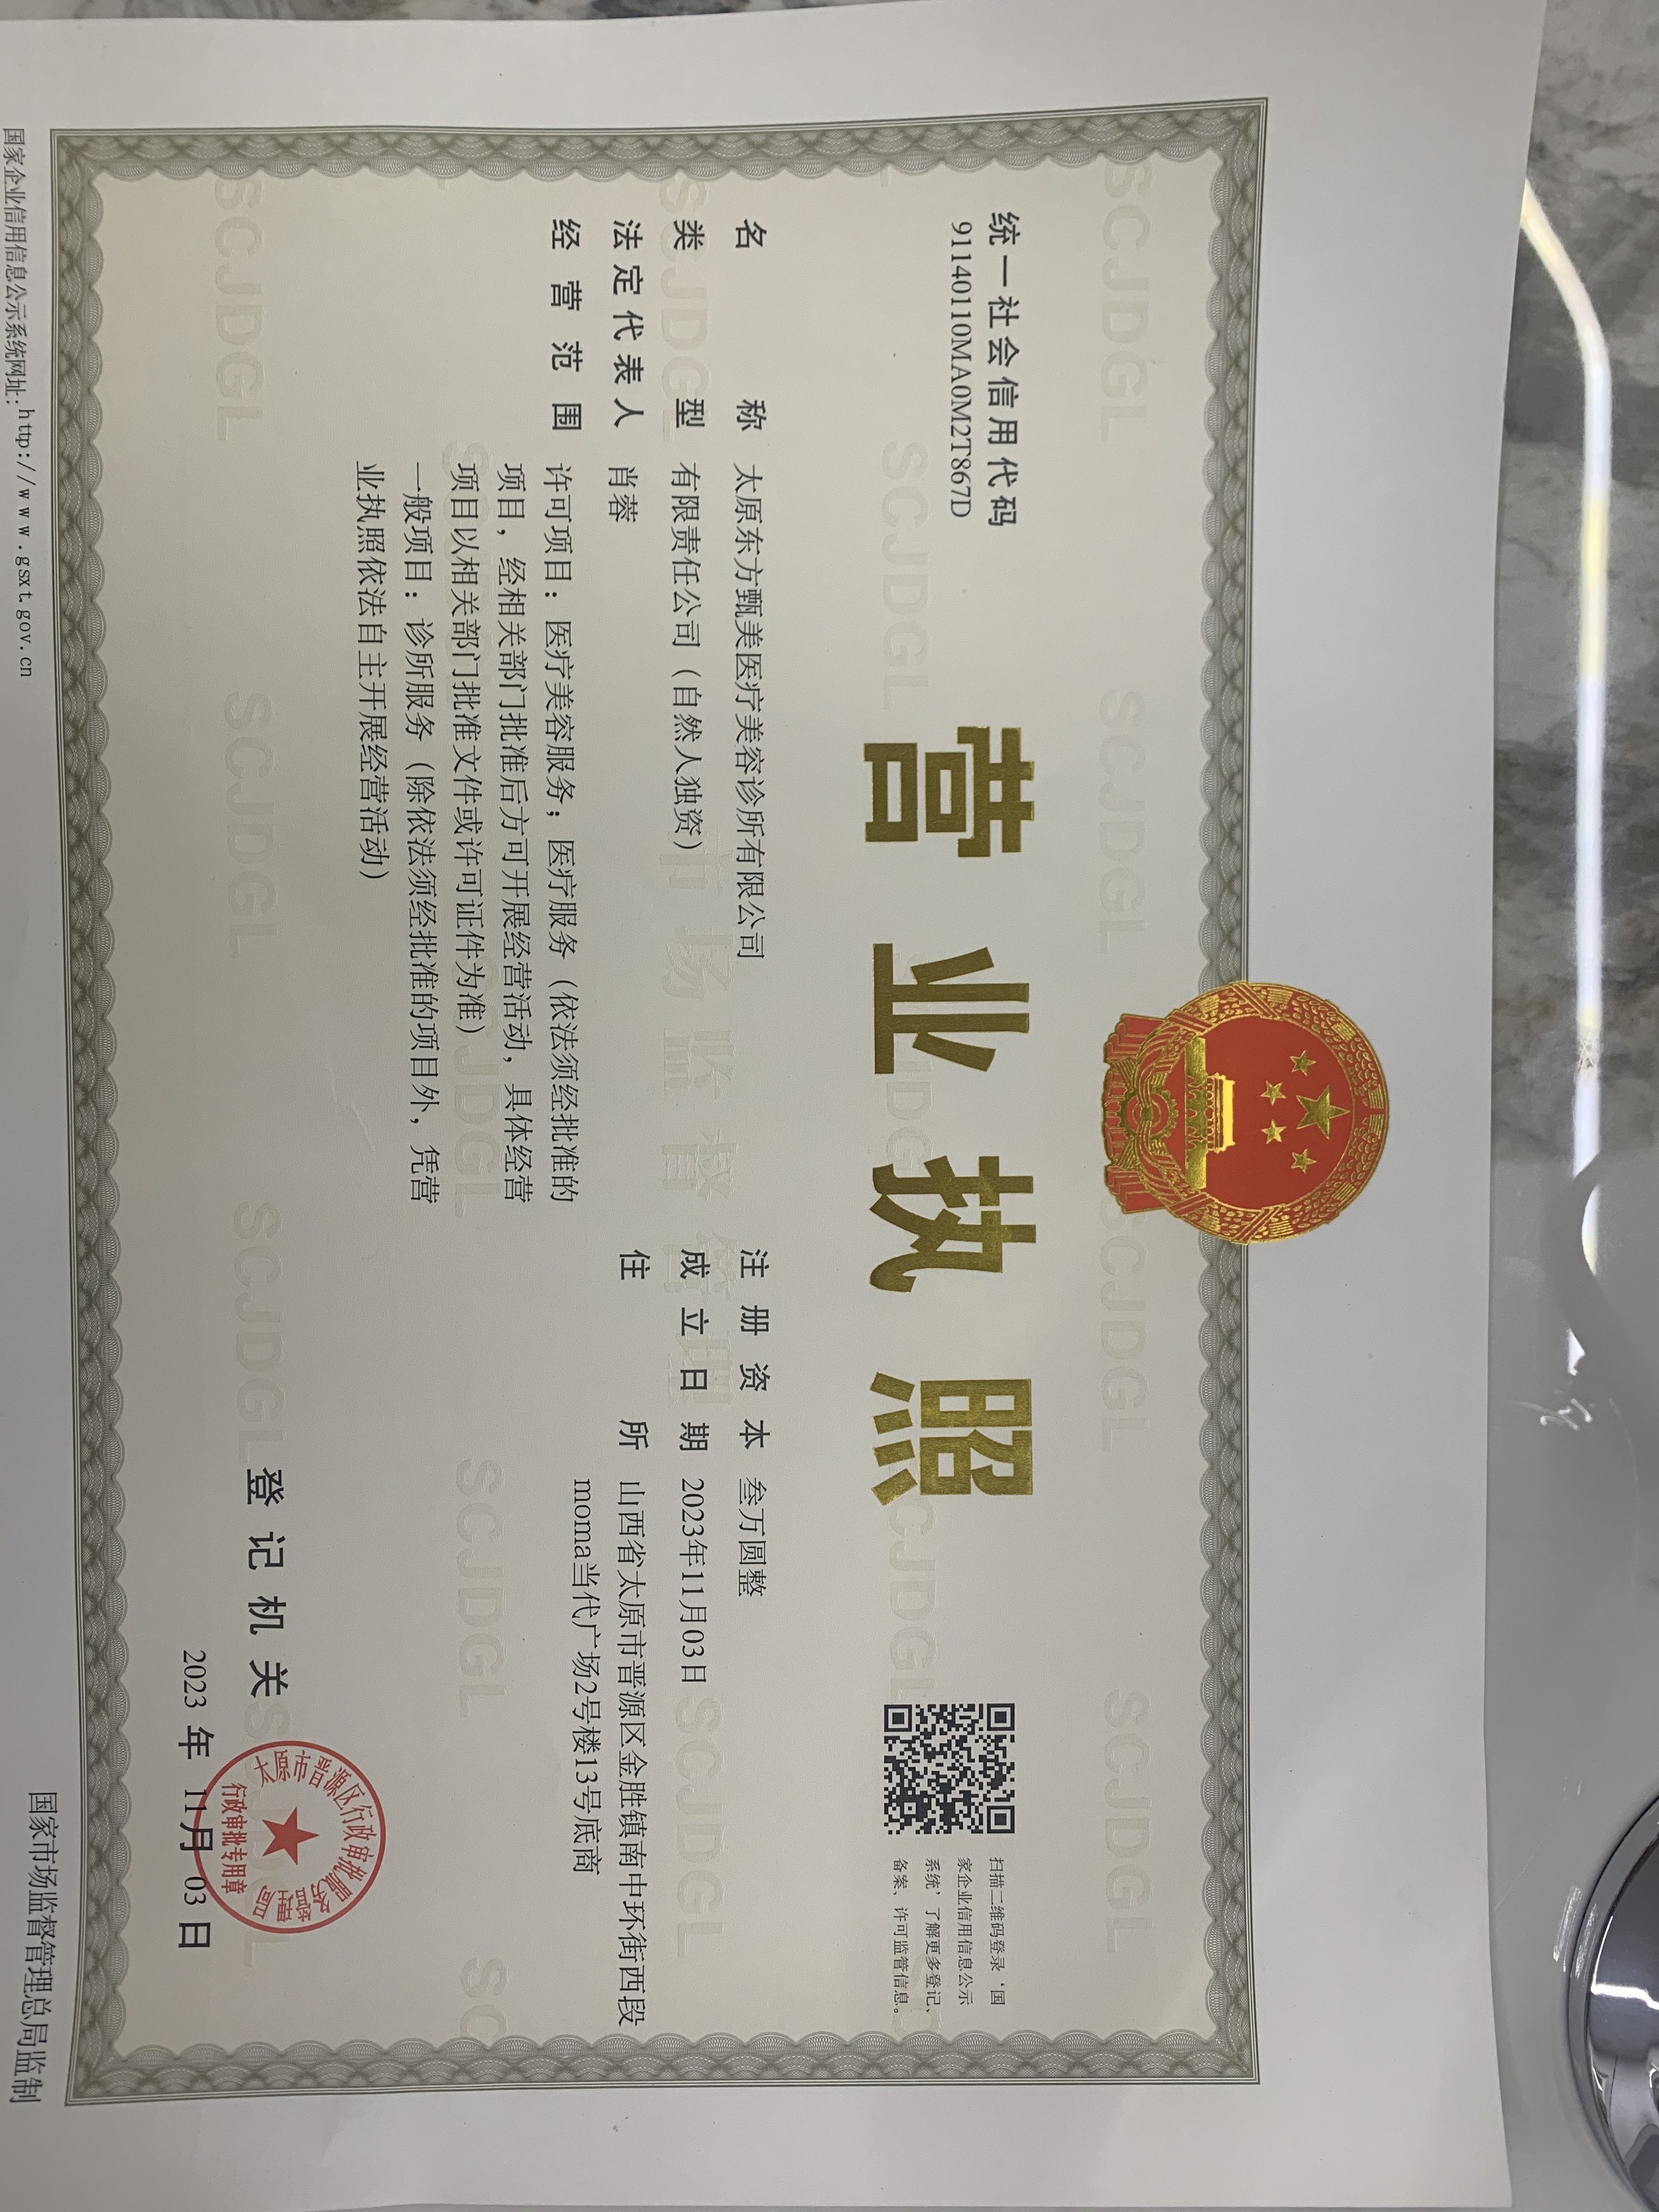 统一社会信用代码
91140110MA0M2T867D
营业执照
扫描二维码登录‘国
家企业信用信息公示
系统’了解更多登记、
备案、许可监管信息。
名称 太原东方甄美医疗美容诊所有限公司
类型 有限责任公司（自然人独资）
法定代表人 肖蓉
经营范围 许可项目：医疗美容服务；医疗服务（依法须经批准的
项目，经相关部门批准后方可开展经营活动，具体经营
项目以相关部门批准文件或许可证件为准）
一般项目：诊所服务（除依法须经批准的项目外，凭营
业执照依法自主开展经营活动）
注册资本 叁万圆整
成立日期 2023年11月03日
住所 山西省太原市晋源区金胜镇南中环街西段
moma当代广场2号楼13号底商
登记机关
太原市晋源区行政审批服务管理局
行政审批专用章
2023 年 11月 03 日
国家企业信用信息公示系统网址：http://www.gsxt.gov.cn
国家市场监督管理总局监制
SCJDGL
市场监督管理